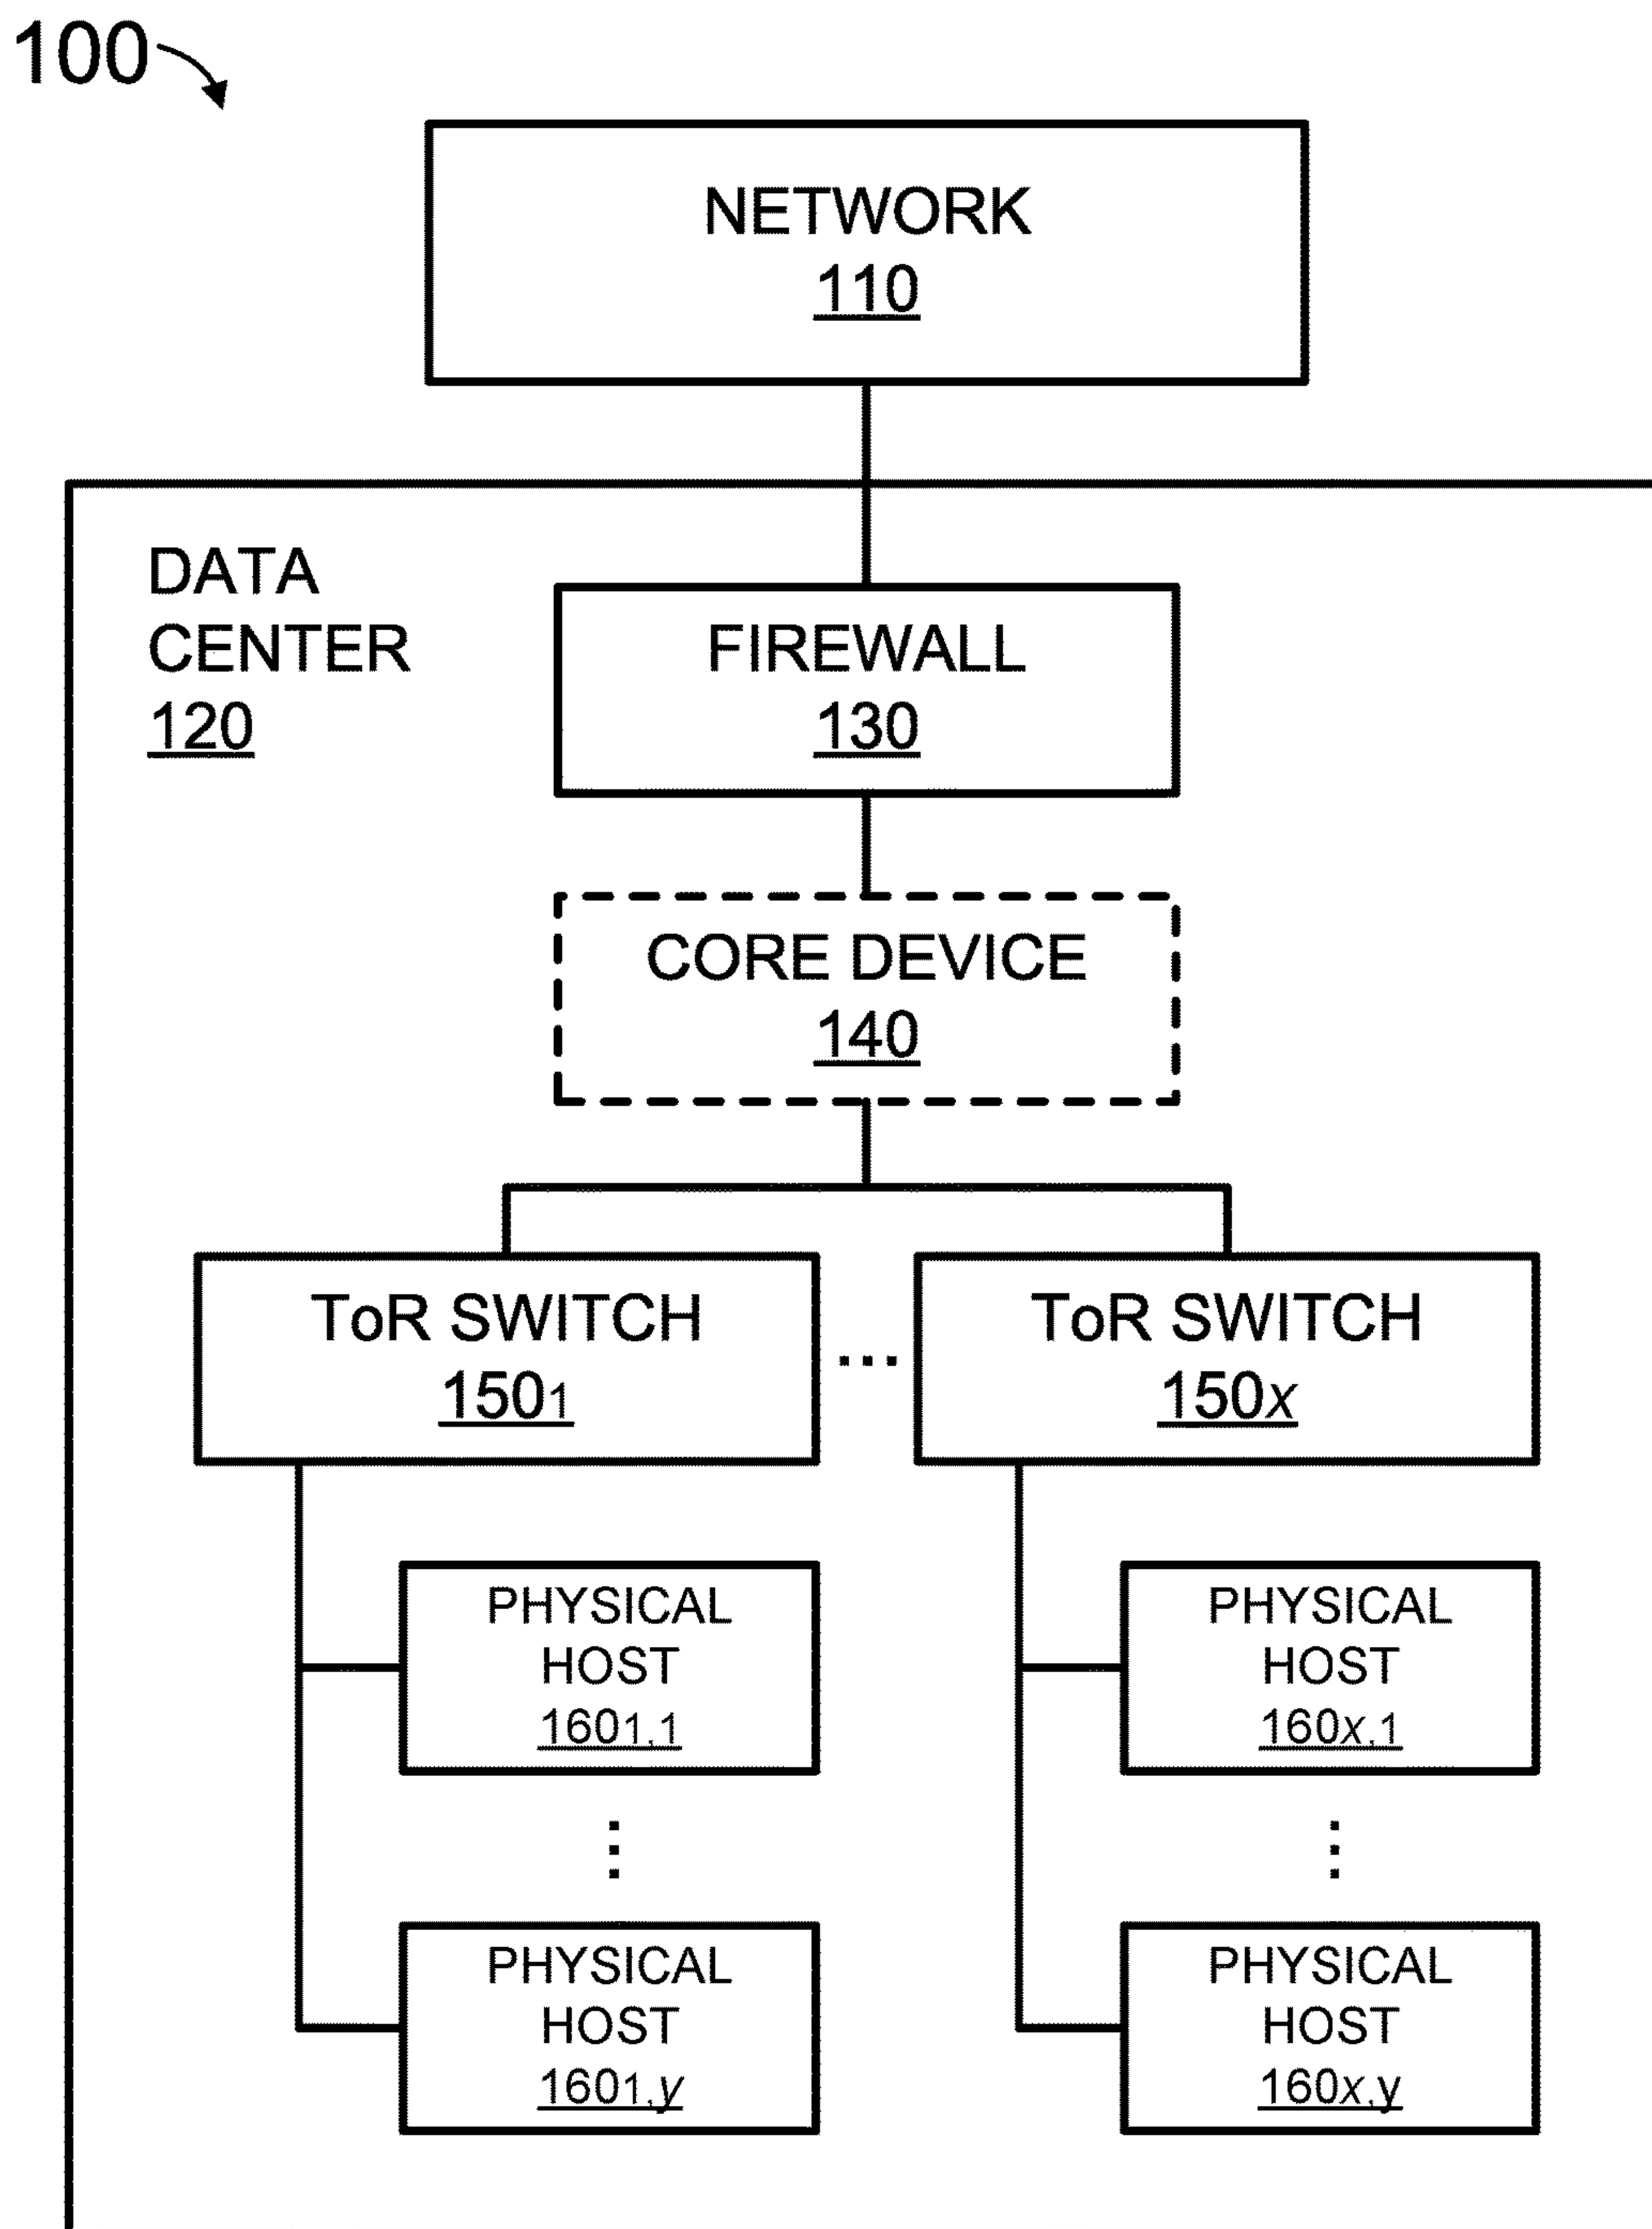 100
NETWORK
110
DATA
CENTER
120
FIREWALL
130
CORE DEVICE
140
ToR SWITCH
150₁
...
ToR SWITCH
150x
PHYSICAL
HOST
160₁,₁
PHYSICAL
HOST
160x,1
PHYSICAL
HOST
160₁,y
PHYSICAL
HOST
160x,y